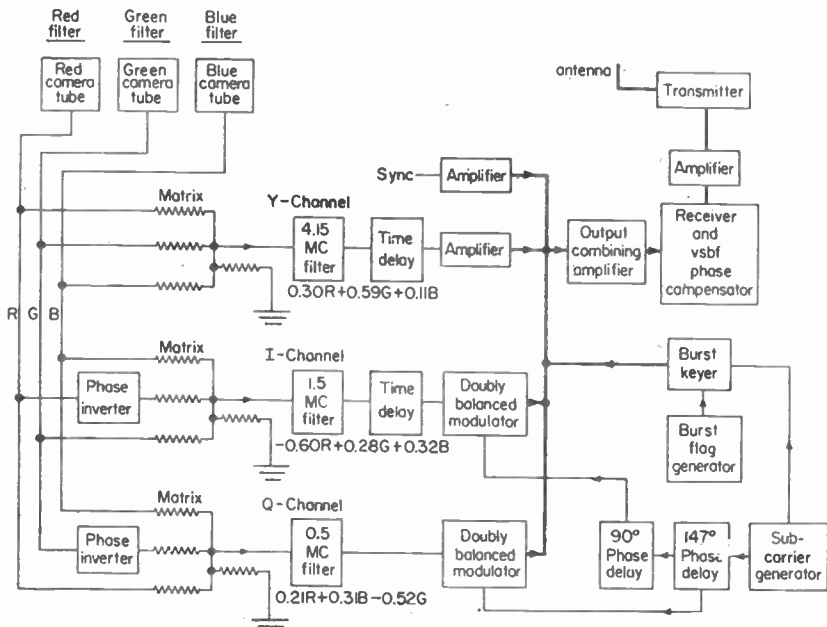 Red filter
Green filter
Blue filter
Red camera tube
Green camera tube
Blue camera tube
antenna
Transmitter
Amplifier
Sync
Amplifier
Matrix
Y-Channel
4.15 MC filter
Time delay
Amplifier
Output combining amplifier
Receiver and vsbf phase campensator
0.30R+0.59G+0.11B
R G B
Matrix
I-Channel
Phase inverter
1.5 MC filter
Time delay
Doubly balanced modulator
Burst keyer
Burst flag generator
-0.60R+0.28G+0.32B
Matrix
Q-Channel
Phase inverter
0.5 MC filter
Doubly balanced modulator
90° Phase delay
147° Phase delay
Sub-carrier generator
0.21R+0.31B-0.52G